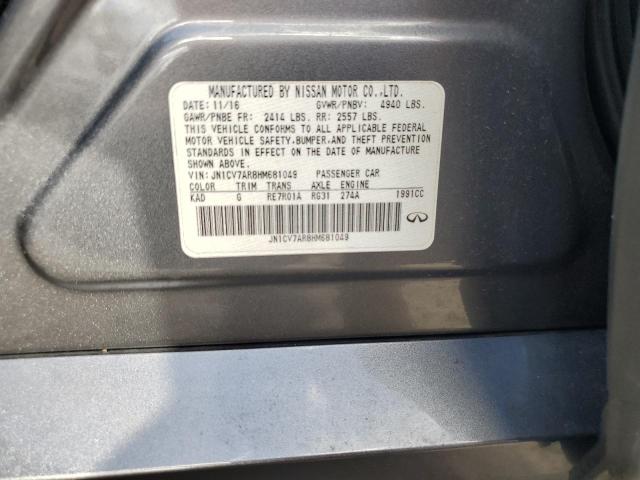 MANUFACTURED BY NISSAN MOTOR CO.,LTD.
DATE: 11/16 GVWR/PNBV: 4940 LBS.
GAWR/PNBE FR: 2414 LBS. RR: 2557 LBS.
THIS VEHICLE CONFORMS TO ALL APPLICABLE FEDERAL
MOTOR VEHICLE SAFETY,BUMPER,AND THEFT PREVENTION
STANDARDS IN EFFECT ON THE DATE OF MANUFACTURE
SHOWN ABOVE.
VIN: JN1CV7AR8HM681049 PASSENGER CAR
COLOR TRIM TRANS AXLE ENGINE
KAD G RE7R01A RG31 274A 1991CC
JN1CV7AR8HM681049